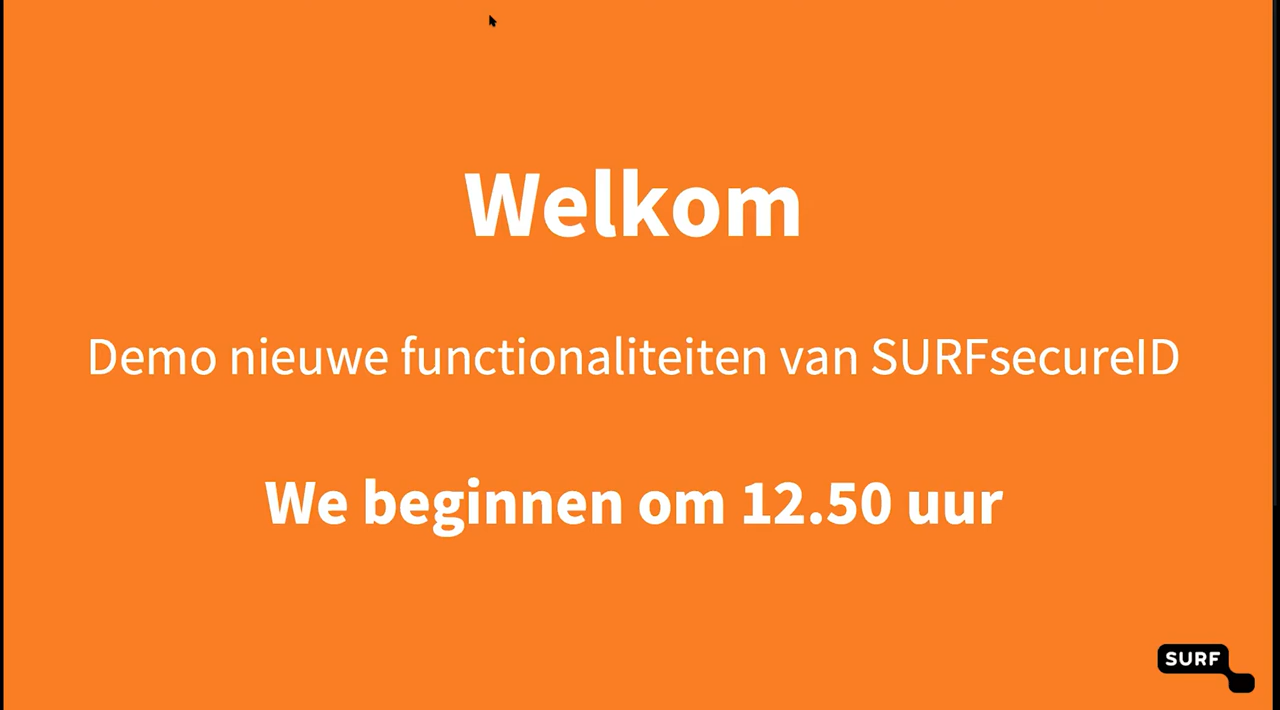 Welkom
Demo nieuwe functionaliteiten van SURFsecureID
We beginnen om 12.50 uur
SURF